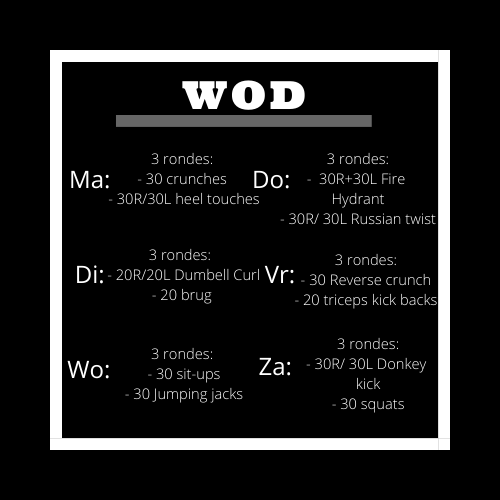 WOD
Ma:
3 rondes:
- 30 crunches
- 30R/30L heel touches
Di:
3 rondes:
- 20R/20L Dumbell Curl
- 20 brug
Wo:
3 rondes:
- 30 sit-ups
- 30 Jumping jacks
Do:
3 rondes:
- 30R+30L Fire
Hydrant
- 30R/ 30L Russian twist
Vr:
3 rondes:
- 30 Reverse crunch
- 20 triceps kick backs
Za:
3 rondes:
- 30R/ 30L Donkey
kick
- 30 squats